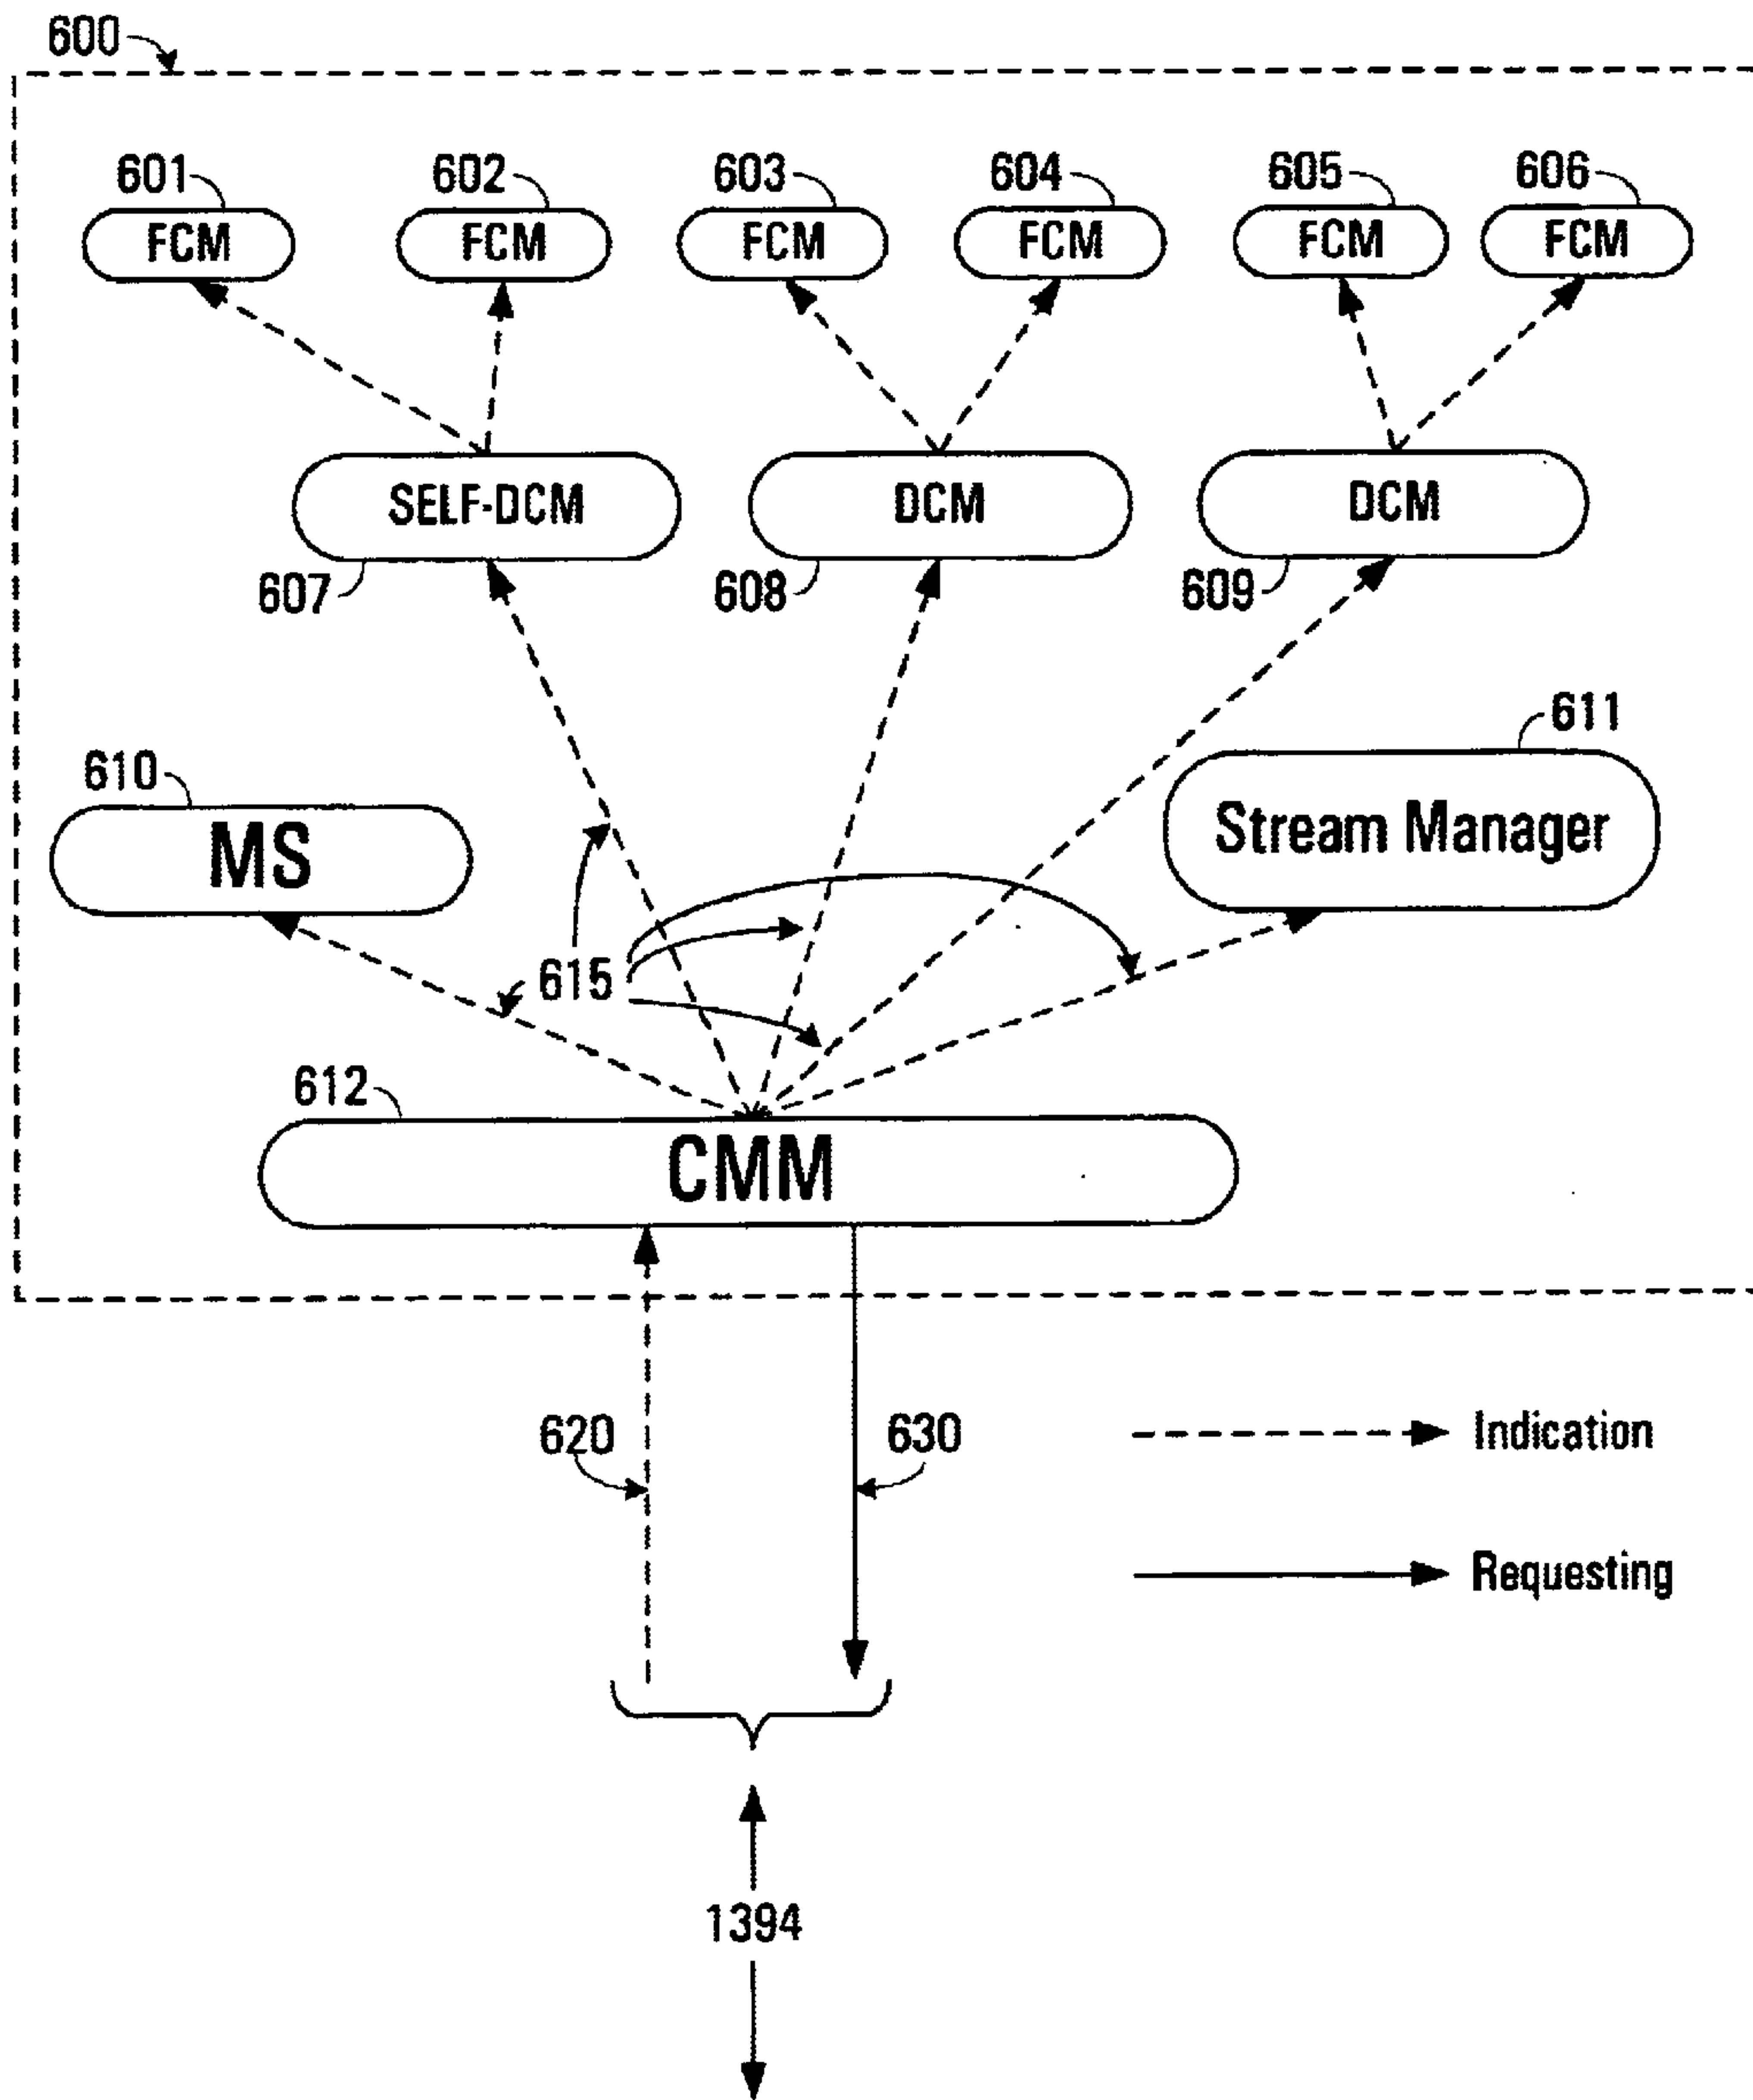 600
601 602 603 604 605 606
FCM FCM FCM FCM FCM FCM
SELF-DCM DCM DCM
607 608 609
610 611
MS Stream Manager
615
612
CMM
620 630 Indication
Requesting
1394